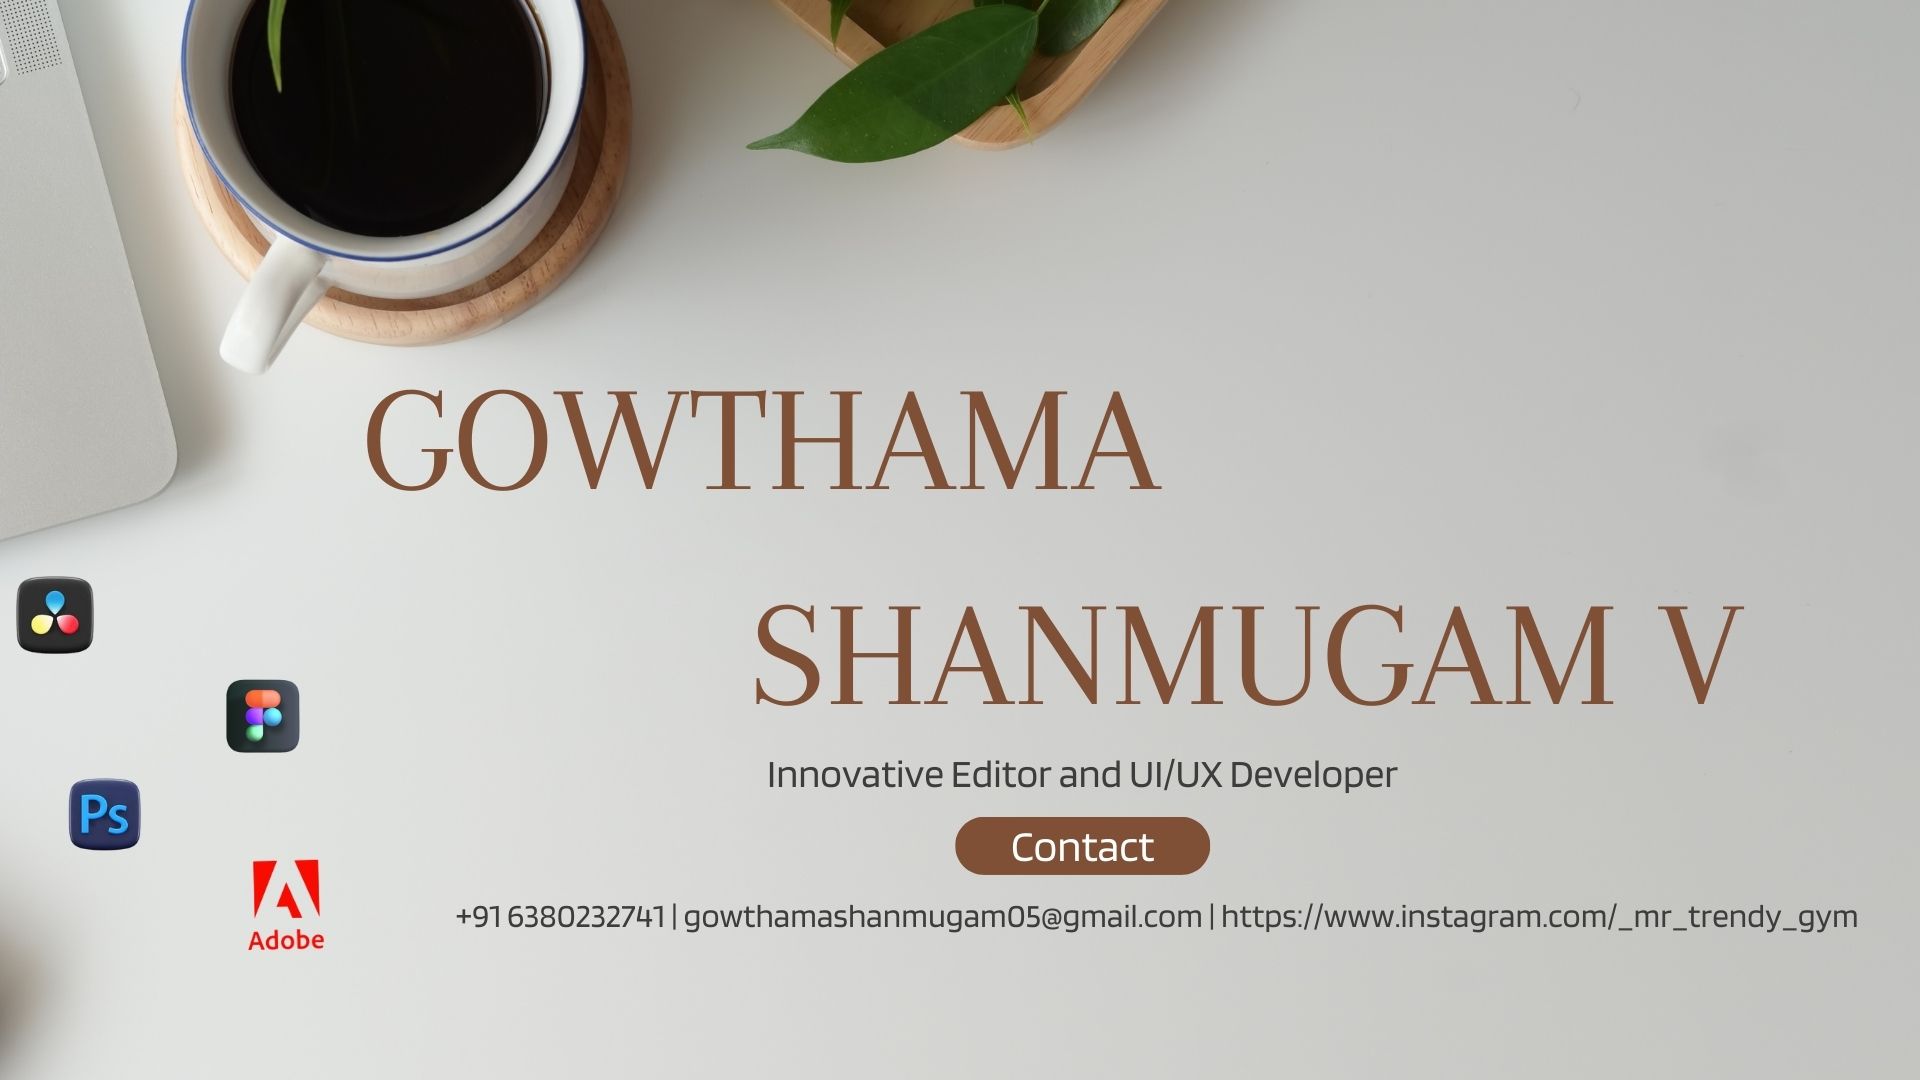 GOWTHAMA
SHANMUGAM V
Innovative Editor and UI/UX Developer
Ps
Contact
Adobe
+91 6380232741 | gowthamashanmugam05@gmail.com | https://www.instagram.com/_mr_trendy_gym